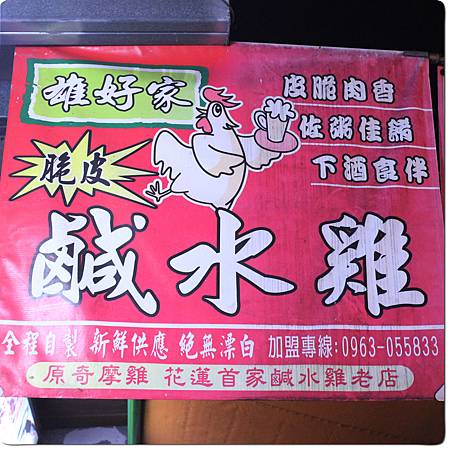 雄好家
脆皮
皮脆肉香
佐粥佳餚
下酒食伴
鹹水雞
全程自製 新鮮供應 絕無漂白 加盟專線:0963-055833
原奇摩雞 花蓮首家鹹水雞老店